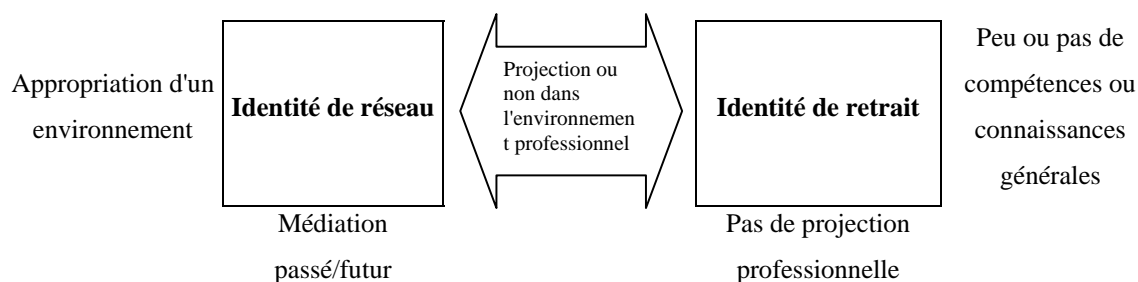 Appropriation d'un
environnement
Identité de réseau
Médiation
passé/futur
Projection ou
non dans
l'environnemen
t professionnel
Identité de retrait
Pas de projection
professionnelle
Peu ou pas de
compétences ou
connaissances
générales